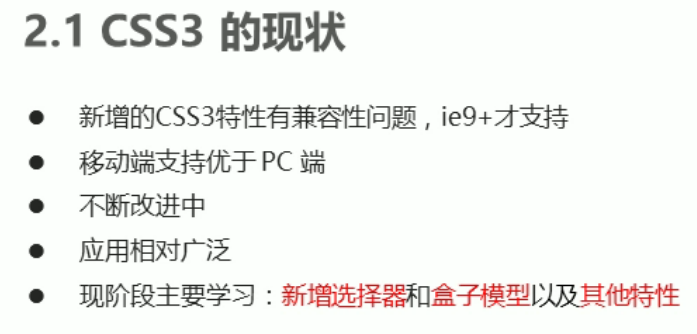 2.1 CSS3 的现状
● 新增的CSS3特性有兼容性问题，ie9+才支持
● 移动端支持优于 PC 端
● 不断改进中
● 应用相对广泛
● 现阶段主要学习：新增选择器和盒子模型以及其他特性